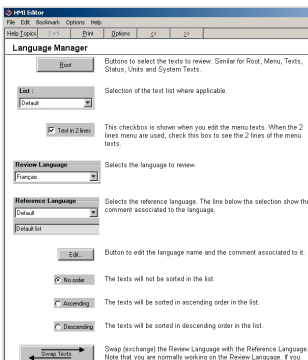 HMI Editor
File Edit Bookmark Options Help
Help Topics Back Print Options << >>
Language Manager
Root
Buttons to select the texts to review. Similar for Root, Menu, Texts,
Status, Units and System Texts.
List :
Default
Selection of the text list where applicable.
Text in 2 lines
This checkbox is shown when you edit the menu texts. When the 2
lines menu are used, check this box to see the 2 lines of the menu
texts.
Review Language
Français
Selects the language to review.
Reference Language
Default
Default list
Selects the reference language. The line below the selection show the
comment associated to the language.
Edit...
Button to edit the language name and the comment associated to it.
No order
The texts will not be sorted in the list.
Ascending
The texts will be sorted in ascending order in the list.
Descending
The texts will be sorted in descending order in the list.
Swap Texts
Swap (exchange) the Review Language with the Reference Language.
Note that you are normally working on the Review Language. If you